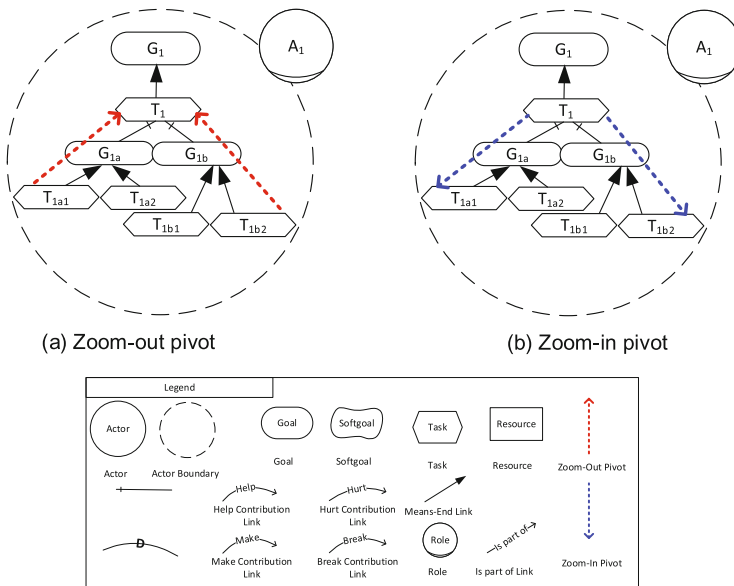 G1
A1
T1
G1a
G1b
T1a1
T1a2
T1b1
T1b2
(a) Zoom-out pivot
G1
A1
T1
G1a
G1b
T1a1
T1a2
T1b1
T1b2
(b) Zoom-in pivot
Legend
Actor
Goal
Softgoal
Task
Resource
Actor
Actor Boundary
Goal
Softgoal
Task
Resource
Zoom-Out Pivot
Help
Help Contribution
Link
Hurt
Hurt Contribution
Link
Means-End Link
D
Make
Make Contribution
Link
Break
Break Contribution
Link
Role
Role
Is part of
Is part of Link
Zoom-In Pivot